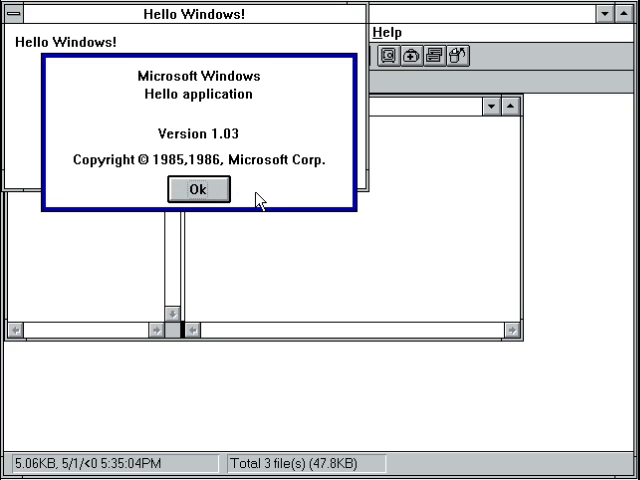 Hello Windows!
Help
Hello Windows!
Microsoft Windows
Hello application
Version 1.03
Copyright © 1985,1986, Microsoft Corp.
Ok
5.06KB, 5/1/<0 5:35:04PM
Total 3 file(s) (47.8KB)